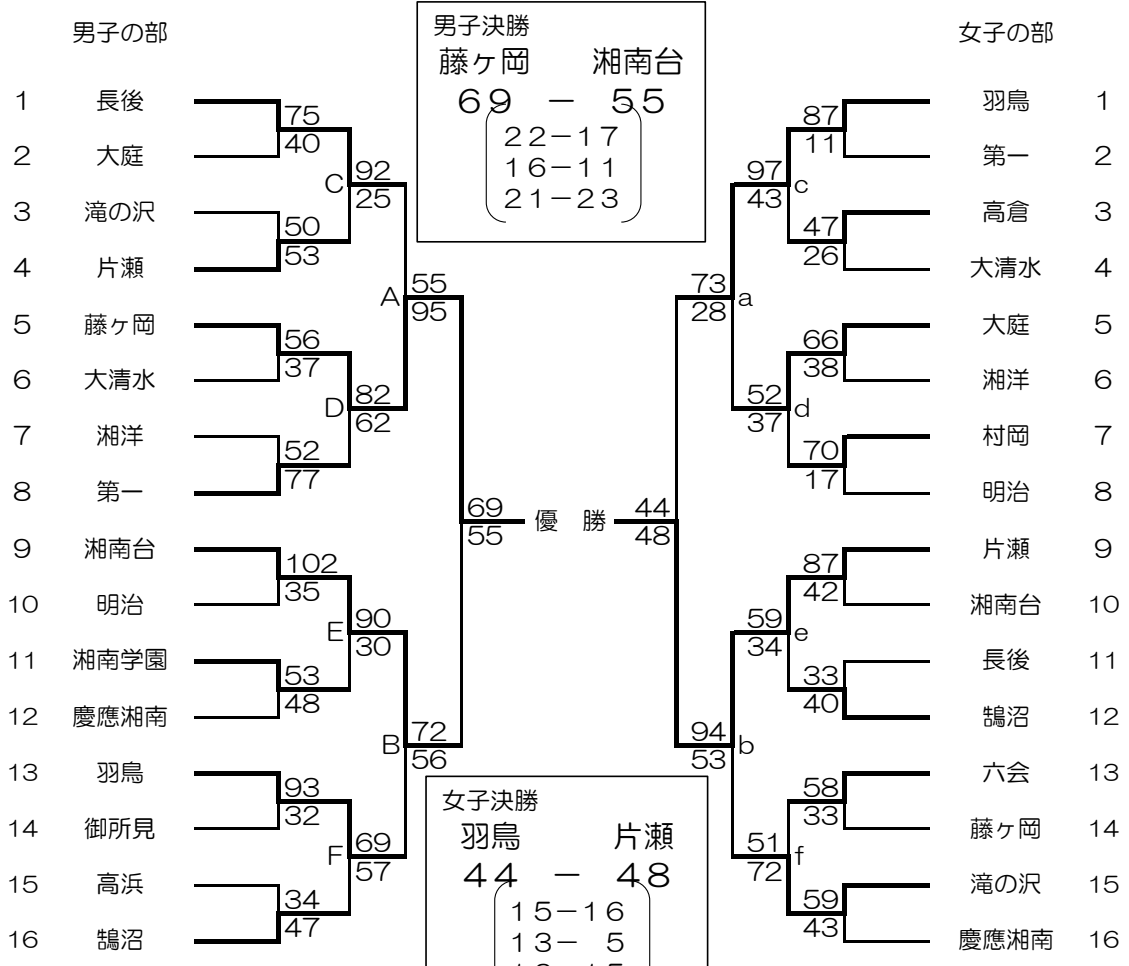 男子の部
1 長後
2 大庭
3 滝の沢
4 片瀬
5 藤ヶ岡
6 大清水
7 湘洋
8 第一
9 湘南台
10 明治
11 湘南学園
12 慶應湘南
13 羽鳥
14 御所見
15 高浜
16 鵠沼
75
40
50
53
56
37
52
77
102
35
53
48
93
32
34
47
C 92
25
D 82
62
E 90
30
F 69
57
A 55
95
B 72
56
69
55
男子決勝
藤ヶ岡 湘南台
69 － 55
22－17
16－11
21－23
優 勝
女子決勝
羽鳥 片瀬
44 － 48
15－16
13－ 5
44
48
73 a
28
94 b
53
97 c
43
52 d
37
59 e
34
51 f
72
87
11
47
26
66
38
70
17
87
42
33
40
58
33
59
43
女子の部
羽鳥 1
第一 2
高倉 3
大清水 4
大庭 5
湘洋 6
村岡 7
明治 8
片瀬 9
湘南台 10
長後 11
鵠沼 12
六会 13
藤ヶ岡 14
滝の沢 15
慶應湘南 16